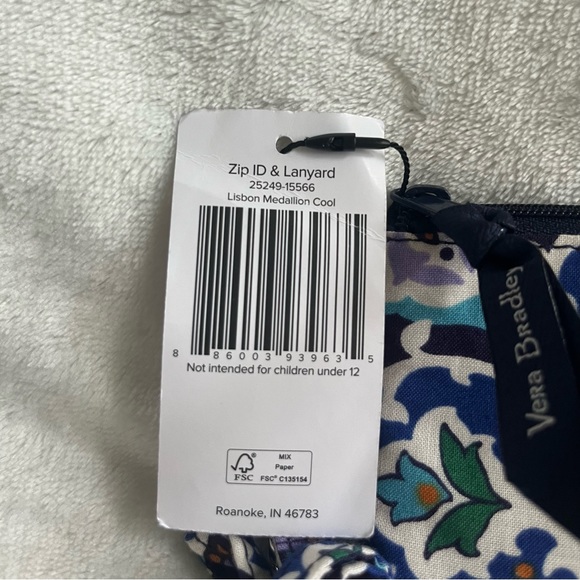 Zip ID & Lanyard
25249-15566
Lisbon Medallion Cool
8 86003 93963 5
Not intended for children under 12
FSC
MIX
Paper
FSC® C135154
Roanoke, IN 46783
Vera Bradley